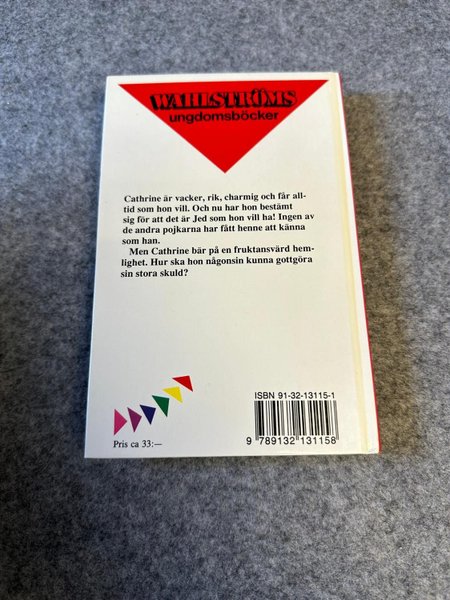 WAHLSTRÖMS
ungdomsböcker
Cathrine är vacker, rik, charmig och får all-
tid som hon vill. Och nu har hon bestämt
sig för att det är Jed som hon vill ha! Ingen av
de andra pojkarna har fått henne att känna
som han.
Men Cathrine bär på en fruktansvärd hem-
lighet. Hur ska hon någonsin kunna gottgöra
sin stora skuld?
ISBN 91-32-13115-1
9 789132 131158
Pris ca 33:—